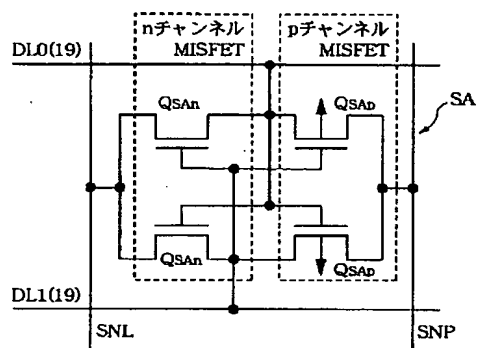 nチャンネル
MISFET
pチャンネル
MISFET
DL0(19)
QSAn
QSAp
SA
QSAn
QSAp
DL1(19)
SNL
SNP